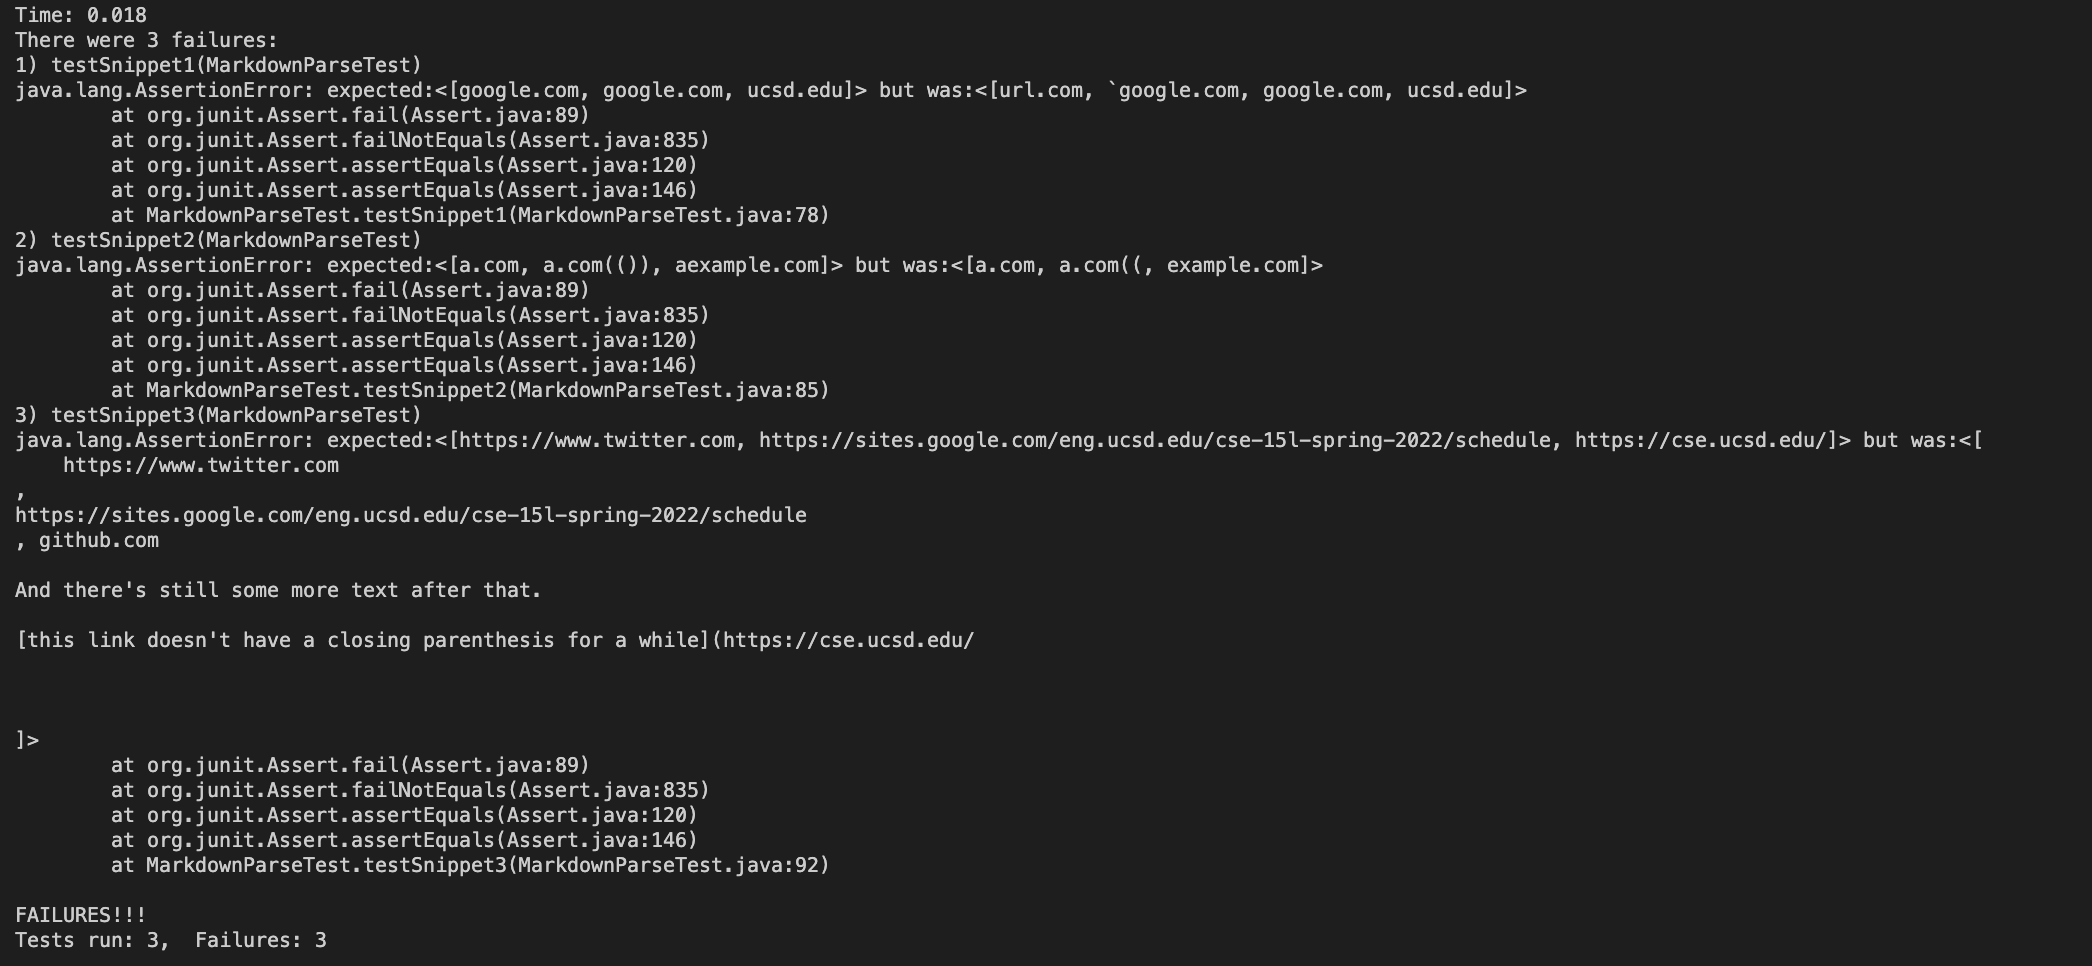 Time: 0.018
There were 3 failures:
1) testSnippet1(MarkdownParseTest)
java.lang.AssertionError: expected:<[google.com, google.com, ucsd.edu]> but was:<[url.com, `google.com, google.com, ucsd.edu]>
        at org.junit.Assert.fail(Assert.java:89)
        at org.junit.Assert.failNotEquals(Assert.java:835)
        at org.junit.Assert.assertEquals(Assert.java:120)
        at org.junit.Assert.assertEquals(Assert.java:146)
        at MarkdownParseTest.testSnippet1(MarkdownParseTest.java:78)
2) testSnippet2(MarkdownParseTest)
java.lang.AssertionError: expected:<[a.com, a.com(()), aexample.com]> but was:<[a.com, a.com((, example.com]>
        at org.junit.Assert.fail(Assert.java:89)
        at org.junit.Assert.failNotEquals(Assert.java:835)
        at org.junit.Assert.assertEquals(Assert.java:120)
        at org.junit.Assert.assertEquals(Assert.java:146)
        at MarkdownParseTest.testSnippet2(MarkdownParseTest.java:85)
3) testSnippet3(MarkdownParseTest)
java.lang.AssertionError: expected:<[https://www.twitter.com, https://sites.google.com/eng.ucsd.edu/cse-15l-spring-2022/schedule, https://cse.ucsd.edu/]> but was:<[
    https://www.twitter.com
,
https://sites.google.com/eng.ucsd.edu/cse-15l-spring-2022/schedule
, github.com

And there's still some more text after that.

[this link doesn't have a closing parenthesis for a while](https://cse.ucsd.edu/



]>
        at org.junit.Assert.fail(Assert.java:89)
        at org.junit.Assert.failNotEquals(Assert.java:835)
        at org.junit.Assert.assertEquals(Assert.java:120)
        at org.junit.Assert.assertEquals(Assert.java:146)
        at MarkdownParseTest.testSnippet3(MarkdownParseTest.java:92)

FAILURES!!!
Tests run: 3,  Failures: 3